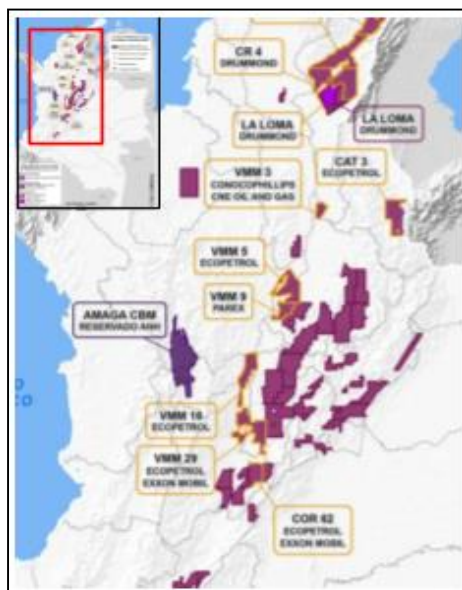 CR 4
DRUMMOND
LA LOMA
DRUMMOND
LA LOMA
DRUMMOND
CAT 3
ECOPETROL
VMM 3
CONOCOPHILLIPS
CNE OIL AND GAS
VMM 5
ECOPETROL
VMM 9
PAREX
AMAGA CBM
RESERVADO ANH
VMM 16
ECOPETROL
VMM 29
ECOPETROL
EXXON MOBIL
COR 62
ECOPETROL
EXXON MOBIL